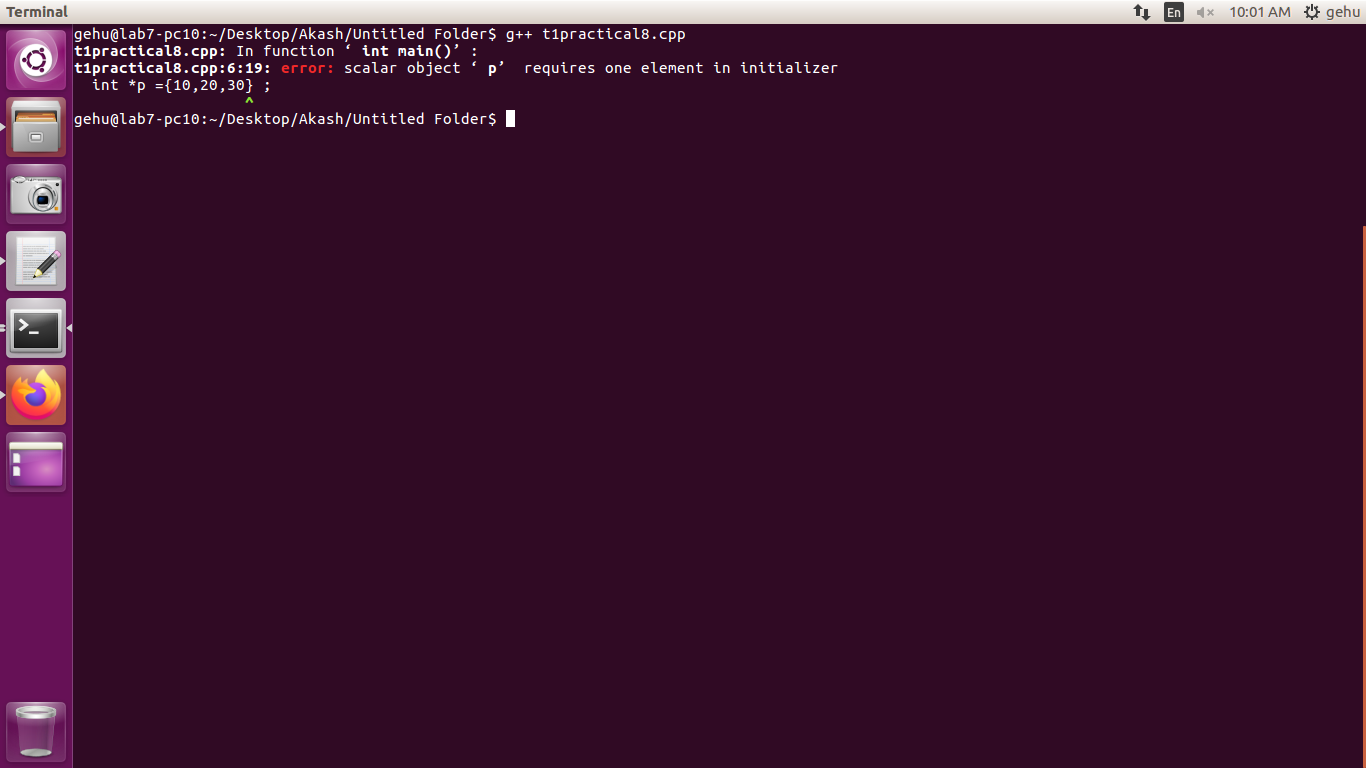 Terminal
En
10:01 AM
gehu
gehu@lab7-pc10:~/Desktop/Akash/Untitled Folder$ g++ t1practical8.cpp
t1practical8.cpp: In function ‘ int main()’ :
t1practical8.cpp:6:19: error: scalar object ‘ p’  requires one element in initializer
  int *p ={10,20,30} ;
^
gehu@lab7-pc10:~/Desktop/Akash/Untitled Folder$